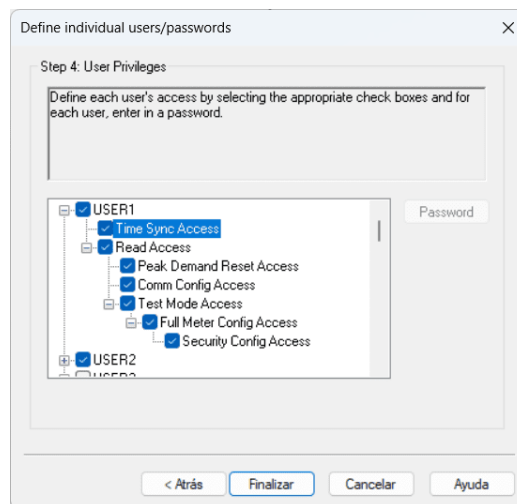 Define individual users/passwords
Step 4: User Privileges
Define each user's access by selecting the appropriate check boxes and for
each user, enter in a password.
USER1
Time Sync Access
Read Access
Peak Demand Reset Access
Comm Config Access
Test Mode Access
Full Meter Config Access
Security Config Access
USER2
Password
< Atrás
Finalizar
Cancelar
Ayuda